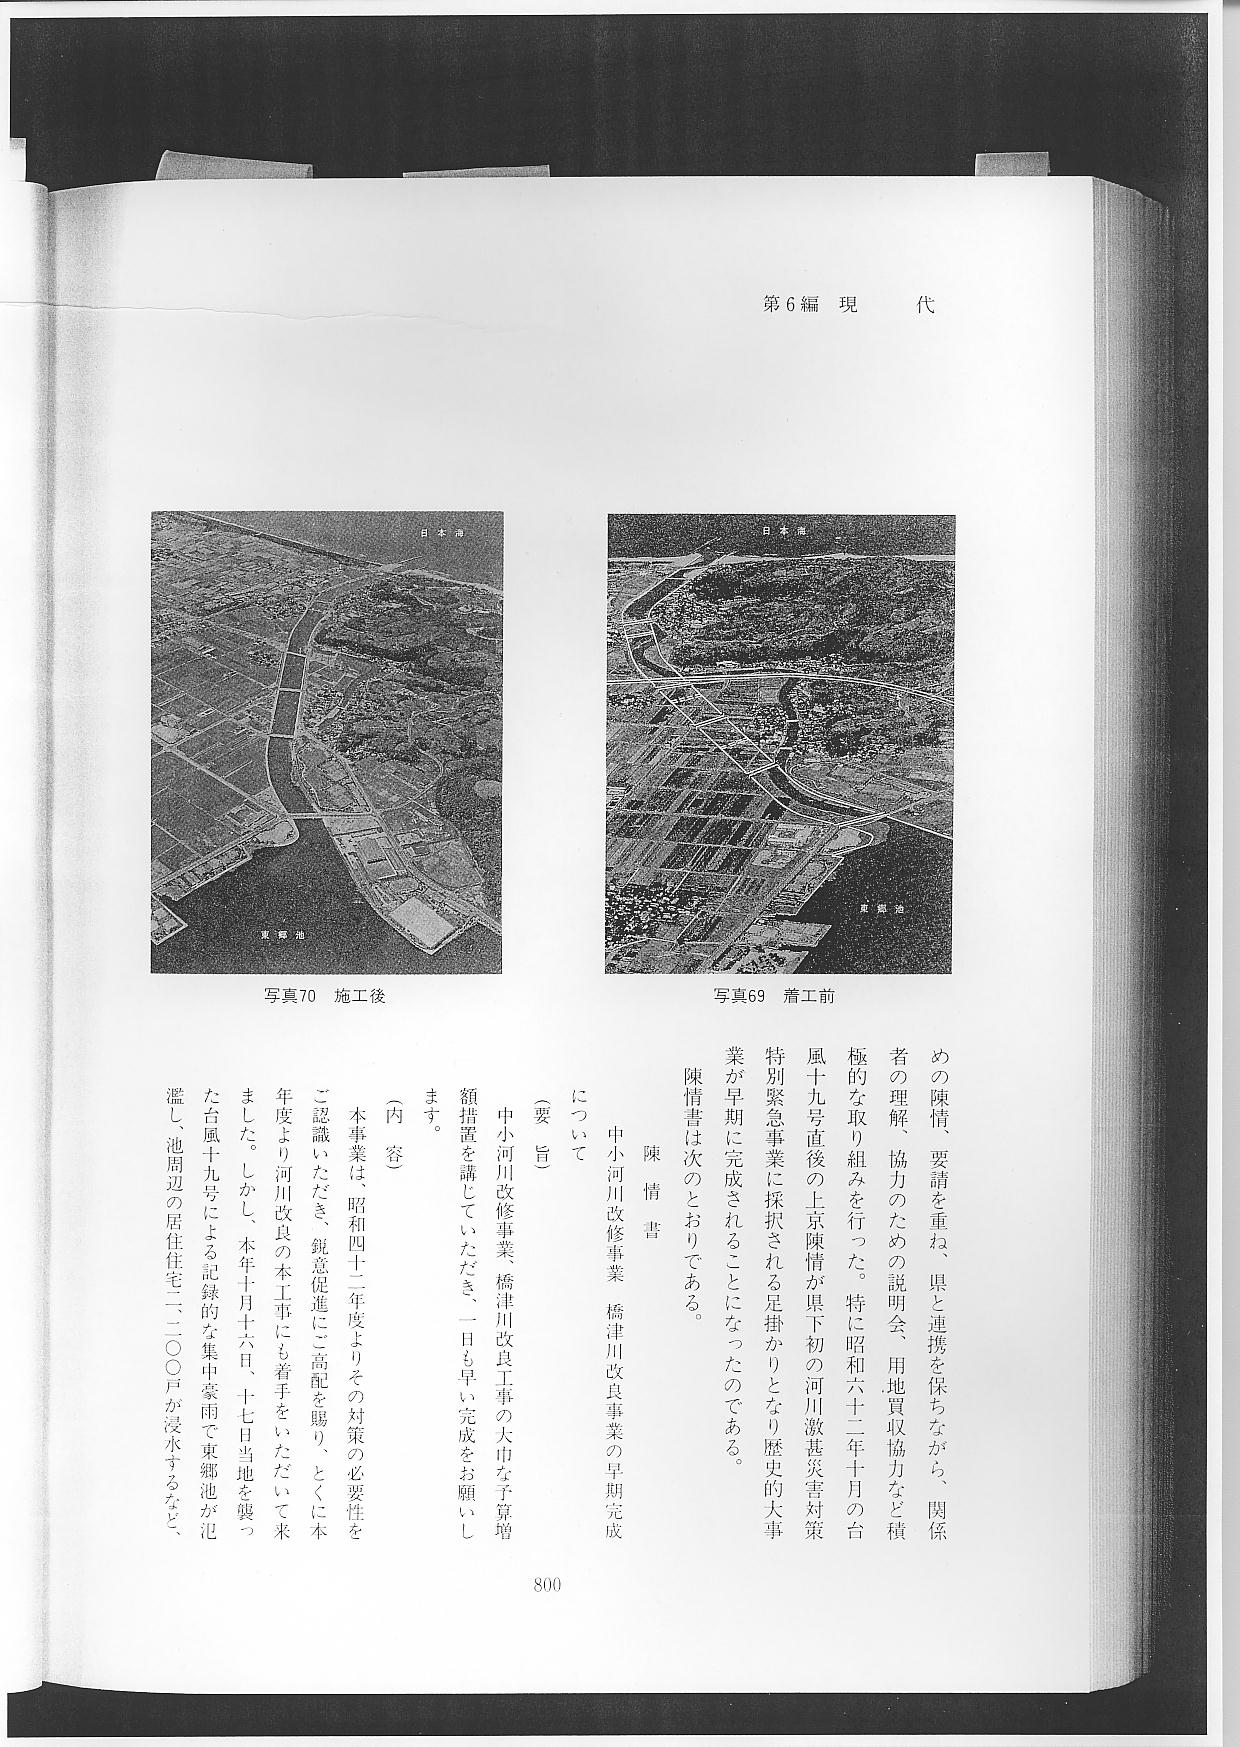 第6編 現 代
日本海
東郷池
写真69 着工前
日本海
東郷池
写真70 施工後
めの陳情、要請を重ね、県と連携を保ちながら、関係
者の理解、協力のための説明会、用地買収協力など積
極的な取り組みを行った。特に昭和六十二年十月の台
風十九号直後の上京陳情が県下初の河川激甚災害対策
特別緊急事業に採択される足掛かりとなり歴史的大事
業が早期に完成されることになったのである。
陳情書は次のとおりである。
陳情書
中小河川改修事業 橋津川改良事業の早期完成
について
(要 旨)
中小河川改修事業、橋津川改良工事の大巾な予算増
額措置を講じていただき、一日も早い完成をお願いし
ます。
(内 容)
本事業は、昭和四十二年度よりその対策の必要性を
ご認識いただき、鋭意促進にご高配を賜り、とくに本
年度より河川改良の本工事にも着手をいただいて来
ました。しかし、本年十月十六日、十七日当地を襲っ
た台風十九号による記録的な集中豪雨で東郷池が氾
濫し、池周辺の居住住宅二、二〇〇戸が浸水するなど、
800